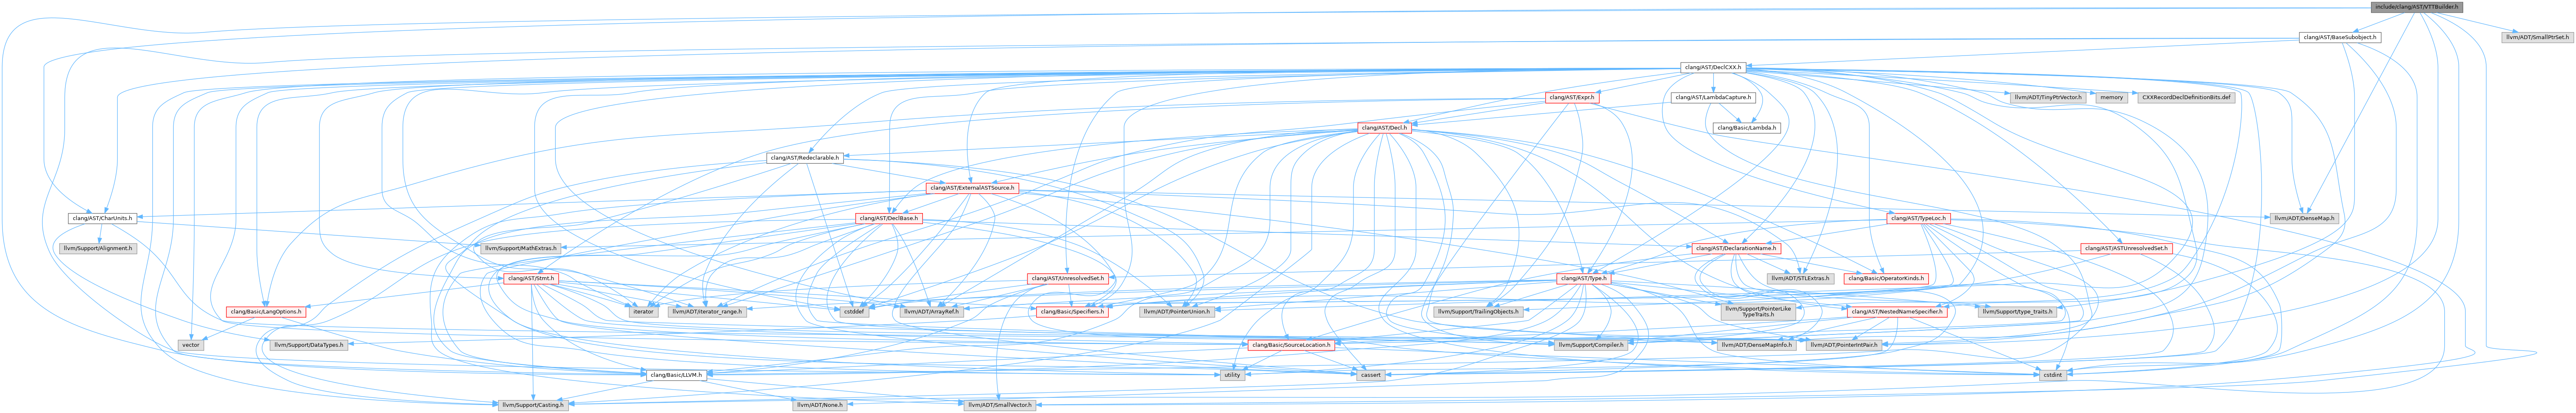 include/clang/AST/VTTBuilder.h
clang/AST/BaseSubobject.h
llvm/ADT/SmallPtrSet.h
clang/AST/DeclCXX.h
clang/AST/Expr.h
clang/AST/LambdaCapture.h
llvm/ADT/TinyPtrVector.h
memory
CXXRecordDeclDefinitionBits.def
clang/AST/Decl.h
clang/Basic/Lambda.h
clang/AST/Redeclarable.h
clang/AST/ExternalASTSource.h
clang/AST/CharUnits.h
clang/AST/DeclBase.h
clang/AST/TypeLoc.h
llvm/ADT/DenseMap.h
llvm/Support/Alignment.h
llvm/Support/MathExtras.h
clang/AST/DeclarationName.h
clang/AST/ASTUnresolvedSet.h
clang/AST/Stmt.h
clang/AST/UnresolvedSet.h
clang/AST/Type.h
llvm/ADT/STLExtras.h
clang/Basic/OperatorKinds.h
clang/Basic/LangOptions.h
iterator
llvm/ADT/iterator_range.h
cstddef
llvm/ADT/ArrayRef.h
clang/Basic/Specifiers.h
llvm/ADT/PointerUnion.h
llvm/Support/TrailingObjects.h
llvm/Support/PointerLike
TypeTraits.h
clang/AST/NestedNameSpecifier.h
llvm/Support/type_traits.h
vector
llvm/Support/DataTypes.h
clang/Basic/SourceLocation.h
llvm/Support/Compiler.h
llvm/ADT/DenseMapInfo.h
llvm/ADT/PointerIntPair.h
clang/Basic/LLVM.h
utility
cassert
cstdint
llvm/Support/Casting.h
llvm/ADT/None.h
llvm/ADT/SmallVector.h